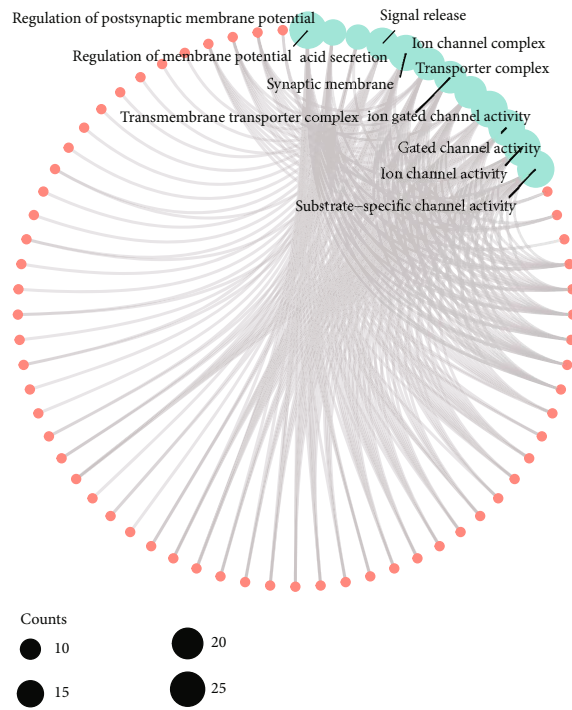 Regulation of postsynaptic membrane potential
Signal release
Ion channel complex
Regulation of membrane potential
acid secretion
Transporter complex
Synaptic membrane
Transmembrane transporter complex
ion gated channel activity
Gated channel activity
Ion channel activity
Substrate−specific channel activity
Counts
10
20
15
25